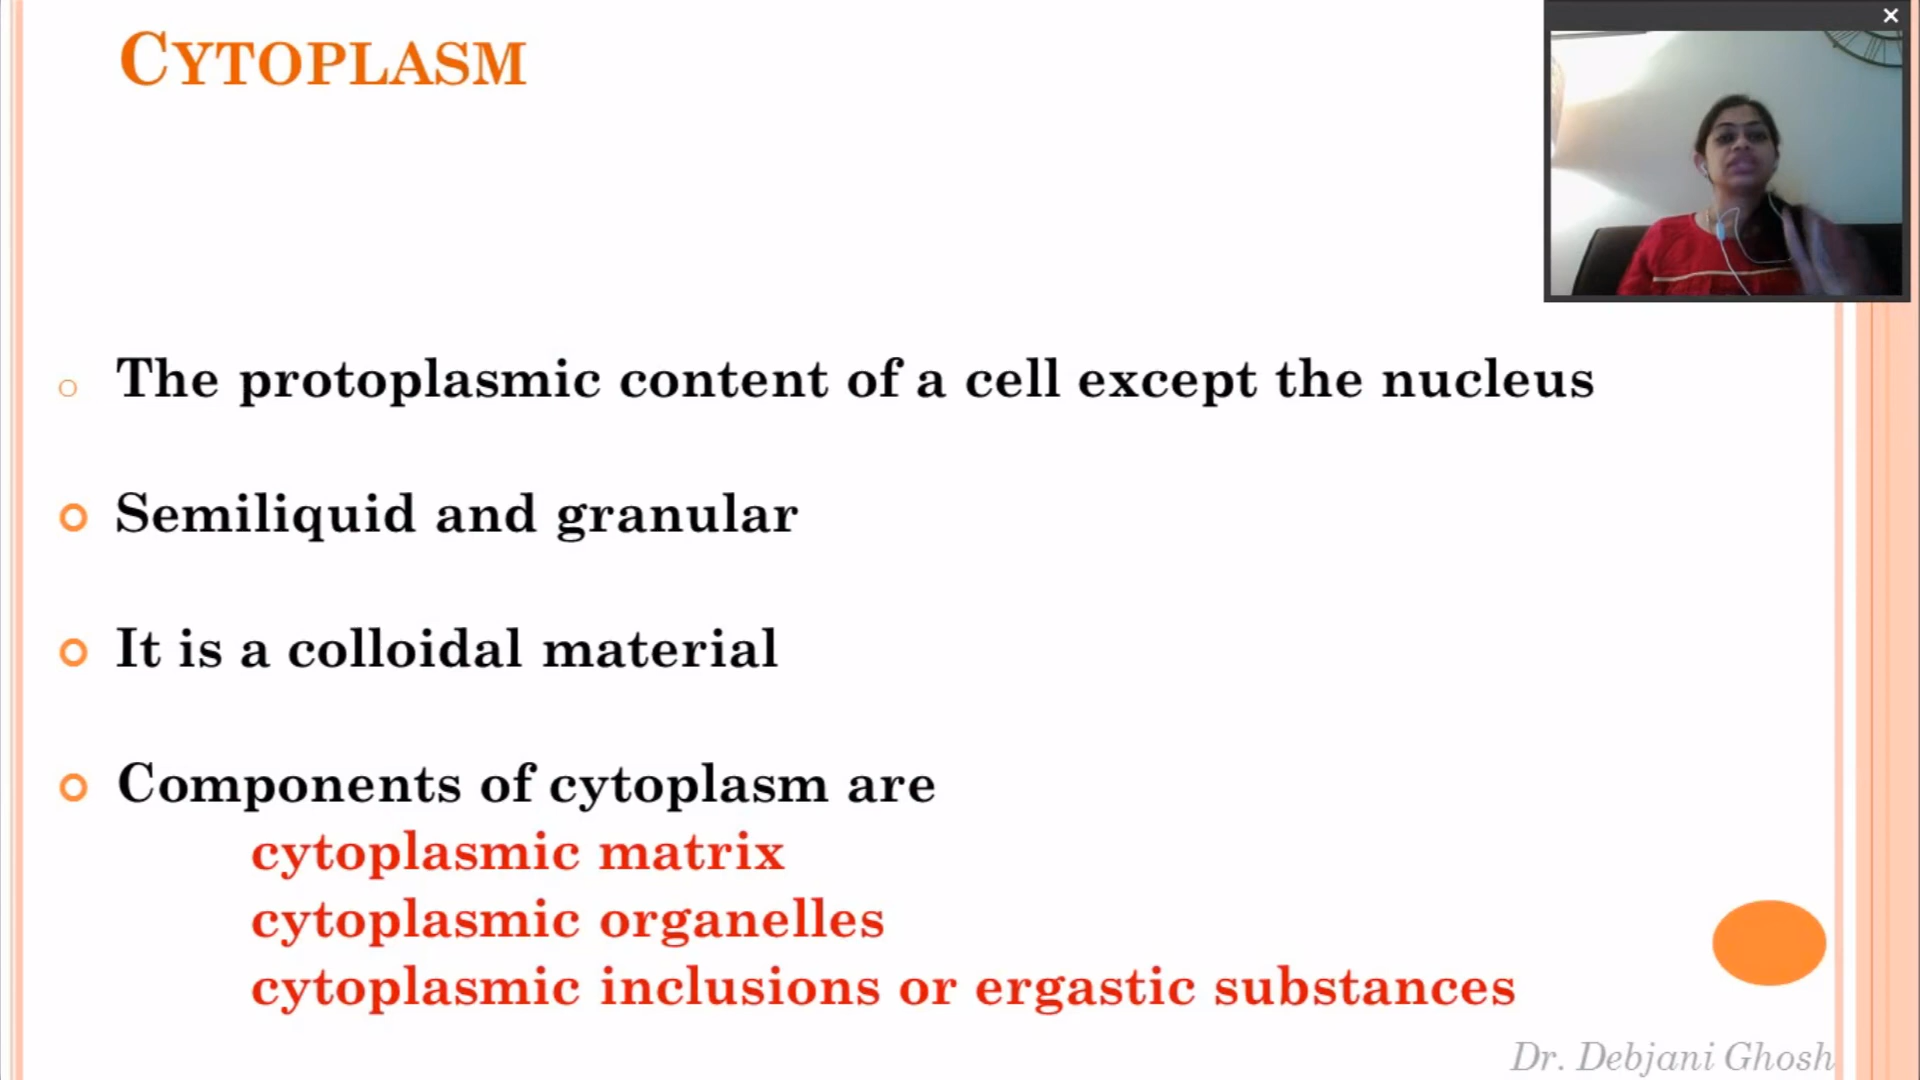 CYTOPLASM
The protoplasmic content of a cell except the nucleus
Semiliquid and granular
It is a colloidal material
Components of cytoplasm are
cytoplasmic matrix
cytoplasmic organelles
cytoplasmic inclusions or ergastic substances
Dr. Debjani Ghosh